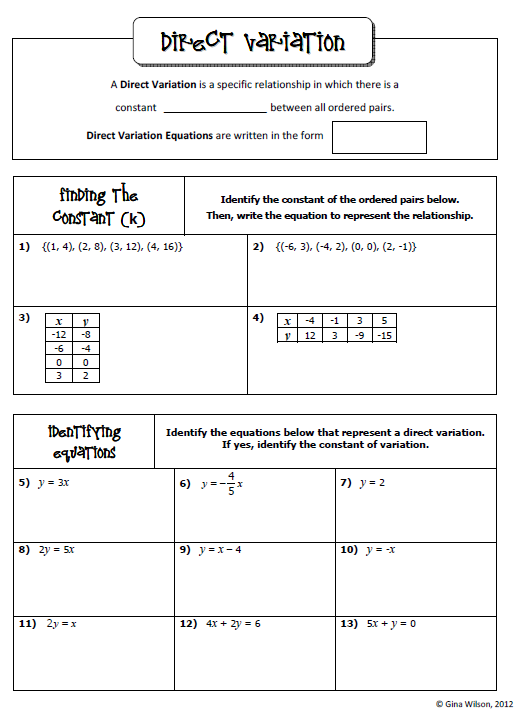 Direct Variation
A Direct Variation is a specific relationship in which there is a
constant ____________________ between all ordered pairs.
Direct Variation Equations are written in the form
Finding The
Constant (k)
Identify the constant of the ordered pairs below.
Then, write the equation to represent the relationship.
1) {(1, 4), (2, 8), (3, 12), (4, 16)}
2) {(-6, 3), (-4, 2), (0, 0), (2, -1)}
3)
x y
-12 -8
-6 -4
0 0
3 2
4)
x -4 -1 3 5
y 12 3 -9 -15
Identifying
Equations
Identify the equations below that represent a direct variation.
If yes, identify the constant of variation.
5) y = 3x
6) y = -4/5 x
7) y = 2
8) 2y = 5x
9) y = x – 4
10) y = -x
11) 2y = x
12) 4x + 2y = 6
13) 5x + y = 0
© Gina Wilson, 2012